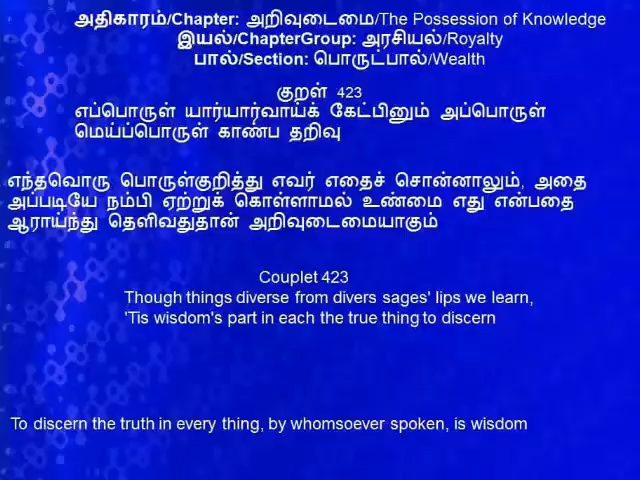 அதிகாரம்/Chapter: அறிவுடைமை/The Possession of Knowledge
இயல்/ChapterGroup: அரசியல்/Royalty
பால்/Section: பொருட்பால்/Wealth
குறள் 423
எப்பொருள் யார்யார்வாய்க் கேட்பினும் அப்பொருள்
மெய்ப்பொருள் காண்ப தறிவு
எந்தவொரு பொருள்குறித்து எவர் எதைச் சொன்னாலும், அதை
அப்படியே நம்பி ஏற்றுக் கொள்ளாமல் உண்மை எது என்பதை
ஆராய்ந்து தெளிவதுதான் அறிவுடைமையாகும்
Couplet 423
Though things diverse from divers sages' lips we learn,
'Tis wisdom's part in each the true thing to discern
To discern the truth in every thing, by whomsoever spoken, is wisdom